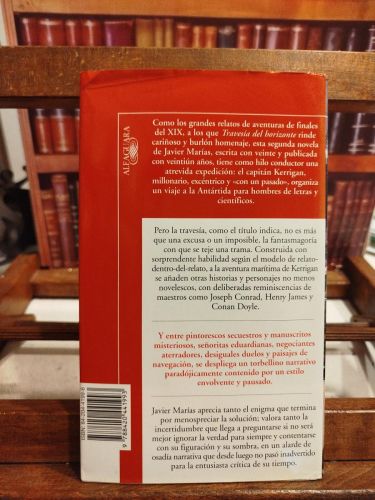 ALFAGUARA
Como los grandes relatos de aventuras de finales
del XIX, a los que Travesía del horizonte rinde
cariñoso y burlón homenaje, esta segunda novela
de Javier Marías, escrita con veinte y publicada
con veintiún años, tiene como hilo conductor una
atrevida expedición: el capitán Kerrigan,
millonario, excéntrico y «con un pasado», organiza
un viaje a la Antártida para hombres de letras y
científicos.
Pero la travesía, como el título indica, no es más
que una excusa o un imposible, la fantasmagoría
con que se teje una trama. Construida con
sorprendente habilidad según el modelo de relato-
dentro-del-relato, a la aventura marítima de Kerrigan
se añaden otras historias y personajes no menos
novelescos, con deliberadas reminiscencias de
maestros como Joseph Conrad, Henry James y
Conan Doyle.
Y entre pintorescos secuestros y manuscritos
misteriosos, señoritas eduardianas, negociantes
aterradores, desiguales duelos y paisajes de
navegación, se despliega un torbellino narrativo
paradójicamente contenido por un estilo
envolvente y pausado.
Javier Marías aprecia tanto el enigma que termina
por menospreciar la solución; valora tanto la
incertidumbre que llega a preguntarse si no será
mejor ignorar la verdad para siempre y contentarse
con su figuración y su sombra, en un alarde de
osadía narrativa que desde luego no pasó inadvertido
para la entusiasta crítica de su tiempo.